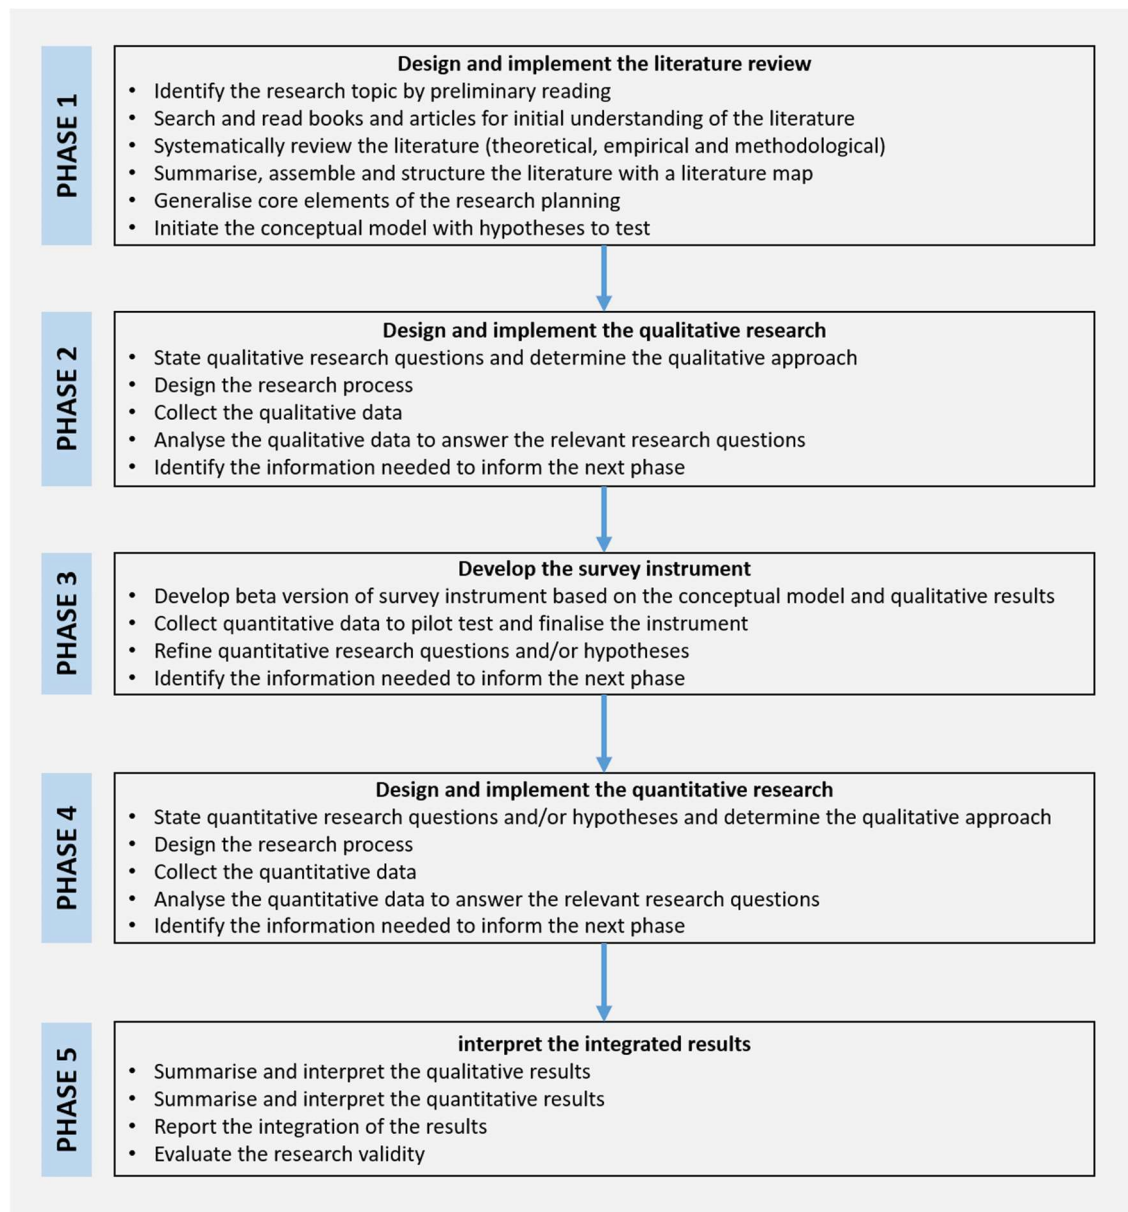 PHASE 1
Design and implement the literature review
• Identify the research topic by preliminary reading
• Search and read books and articles for initial understanding of the literature
• Systematically review the literature (theoretical, empirical and methodological)
• Summarise, assemble and structure the literature with a literature map
• Generalise core elements of the research planning
• Initiate the conceptual model with hypotheses to test
PHASE 2
Design and implement the qualitative research
• State qualitative research questions and determine the qualitative approach
• Design the research process
• Collect the qualitative data
• Analyse the qualitative data to answer the relevant research questions
• Identify the information needed to inform the next phase
PHASE 3
Develop the survey instrument
• Develop beta version of survey instrument based on the conceptual model and qualitative results
• Collect quantitative data to pilot test and finalise the instrument
• Refine quantitative research questions and/or hypotheses
• Identify the information needed to inform the next phase
PHASE 4
Design and implement the quantitative research
• State quantitative research questions and/or hypotheses and determine the qualitative approach
• Design the research process
• Collect the quantitative data
• Analyse the quantitative data to answer the relevant research questions
• Identify the information needed to inform the next phase
PHASE 5
interpret the integrated results
• Summarise and interpret the qualitative results
• Summarise and interpret the quantitative results
• Report the integration of the results
• Evaluate the research validity